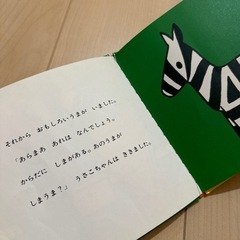 それから おもしろいうまが いました。
「あらまあ あれは なんでしょう。
からだに しまがある。あのうまが
しまうま?」 うさこちゃんは ききました。